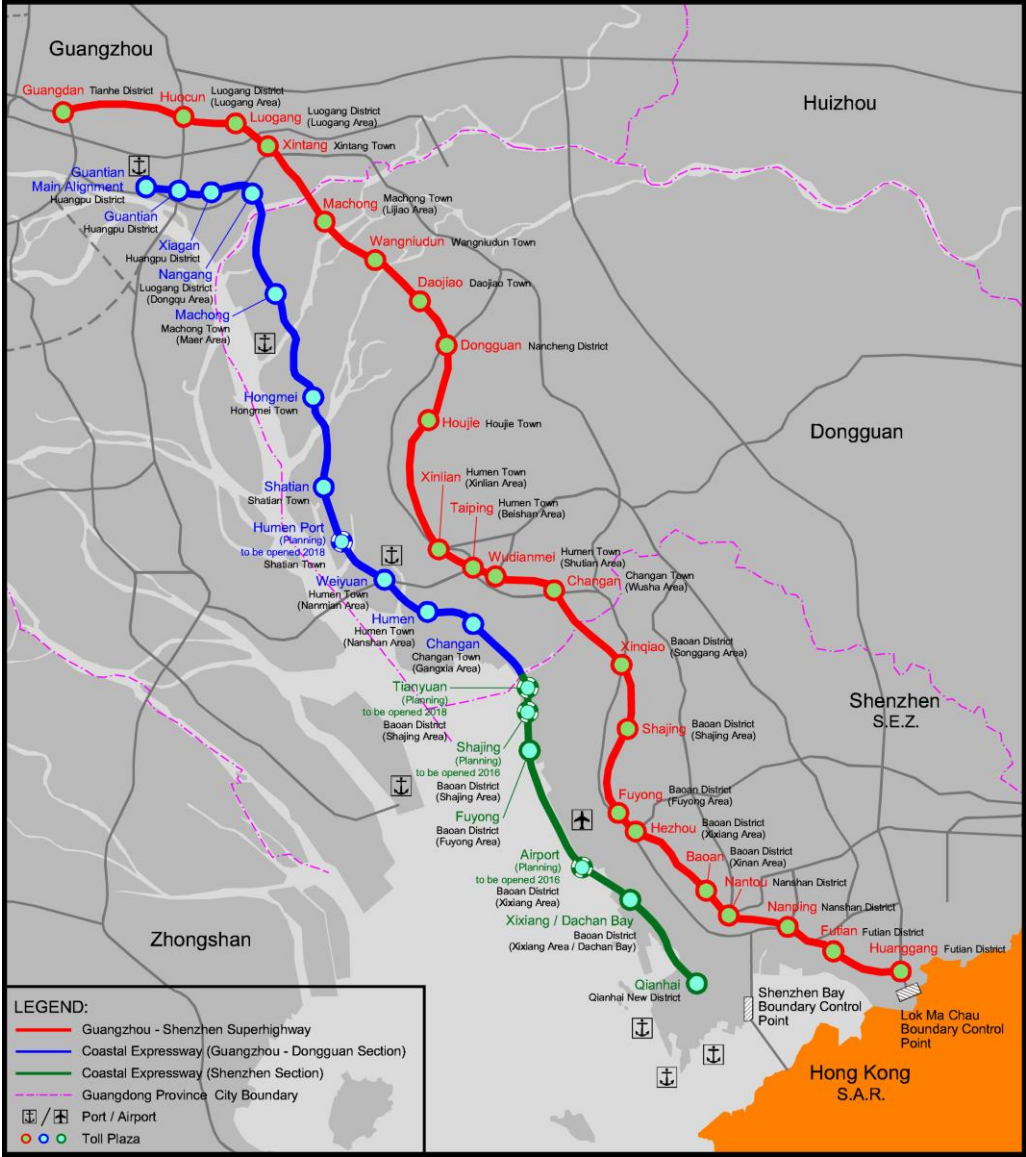 Guangzhou
Huizhou
Dongguan
Shenzhen
S.E.Z.
Zhongshan
Hong Kong
S.A.R.
Guangdan Tianhe District
Huocun Luogang District
(Luogang Area)
Luogang Luogang District
(Luogang Area)
Xintang Xintang Town
Machong Machong Town
(Lijiao Area)
Wangniudun Wangniudun Town
Daojiao Daojiao Town
Dongguan Nancheng District
Houjie Houjie Town
Xinlian Humen Town
(Xinlian Area)
Taiping Humen Town
(Beishan Area)
Wudianmei Humen Town
(Shutian Area)
Changan Changan Town
(Wusha Area)
Xinqiao Baoan District
(Songgang Area)
Shajing Baoan District
(Shajing Area)
Fuyong Baoan District
(Fuyong Area)
Hezhou Baoan District
(Xixiang Area)
Baoan Baoan District
(Xinan Area)
Nantou Nanshan District
Nanping Nanshan District
Futian Futian District
Huanggang Futian District
Guantian
Main Alignment
Huangpu District
Guantian
Huangpu District
Xiagan
Huangpu District
Nangang
Luogang District
(Dongqu Area)
Machong
Machong Town
(Maer Area)
Hongmei
Hongmei Town
Shatian
Shatian Town
Humen Port
(Planning)
to be opened 2018
Shatian Town
Weiyuan
Humen Town
(Nanmian Area)
Humen
Humen Town
(Nanshan Area)
Changan
Changan Town
(Gangxia Area)
Tianyuan
(Planning)
to be opened 2018
Baoan District
(Shajing Area)
Shajing
(Planning)
to be opened 2016
Baoan District
(Shajing Area)
Fuyong
Baoan District
(Fuyong Area)
Airport
(Planning)
to be opened 2016
Baoan District
(Xixiang Area)
Xixiang / Dachan Bay
Baoan District
(Xixiang Area / Dachan Bay)
Qianhai
Qianhai New District
Shenzhen Bay
Boundary Control
Point
Lok Ma Chau
Boundary Control
Point
LEGEND:
Guangzhou - Shenzhen Superhighway
Coastal Expressway (Guangzhou - Dongguan Section)
Coastal Expressway (Shenzhen Section)
Guangdong Province City Boundary
/ Port / Airport
Toll Plaza